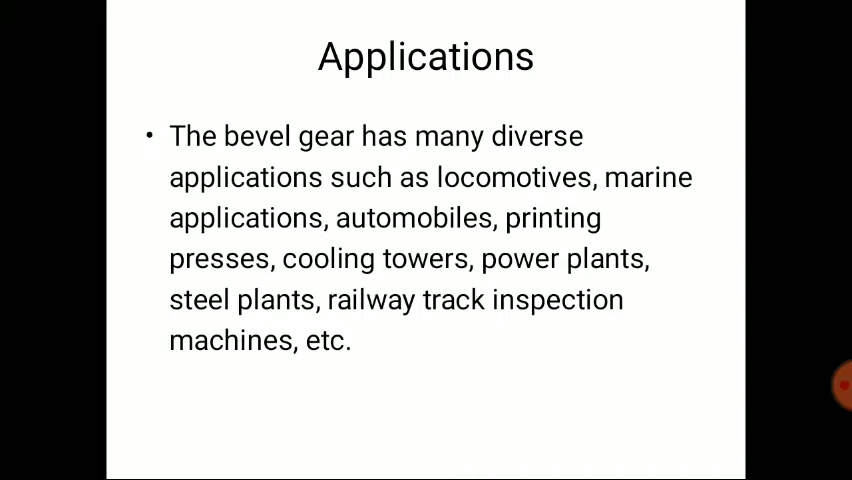 Applications
• The bevel gear has many diverse
applications such as locomotives, marine
applications, automobiles, printing
presses, cooling towers, power plants,
steel plants, railway track inspection
machines, etc.